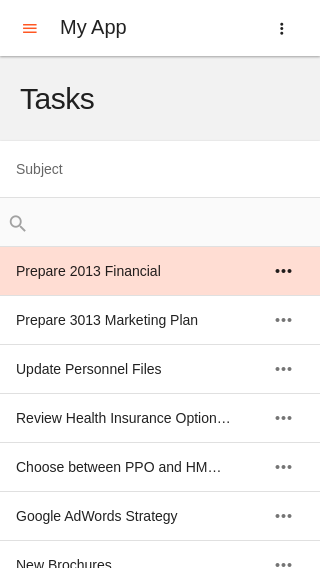 My App
Tasks
Subject
Prepare 2013 Financial
Prepare 3013 Marketing Plan
Update Personnel Files
Review Health Insurance Option…
Choose between PPO and HM…
Google AdWords Strategy
New Brochures